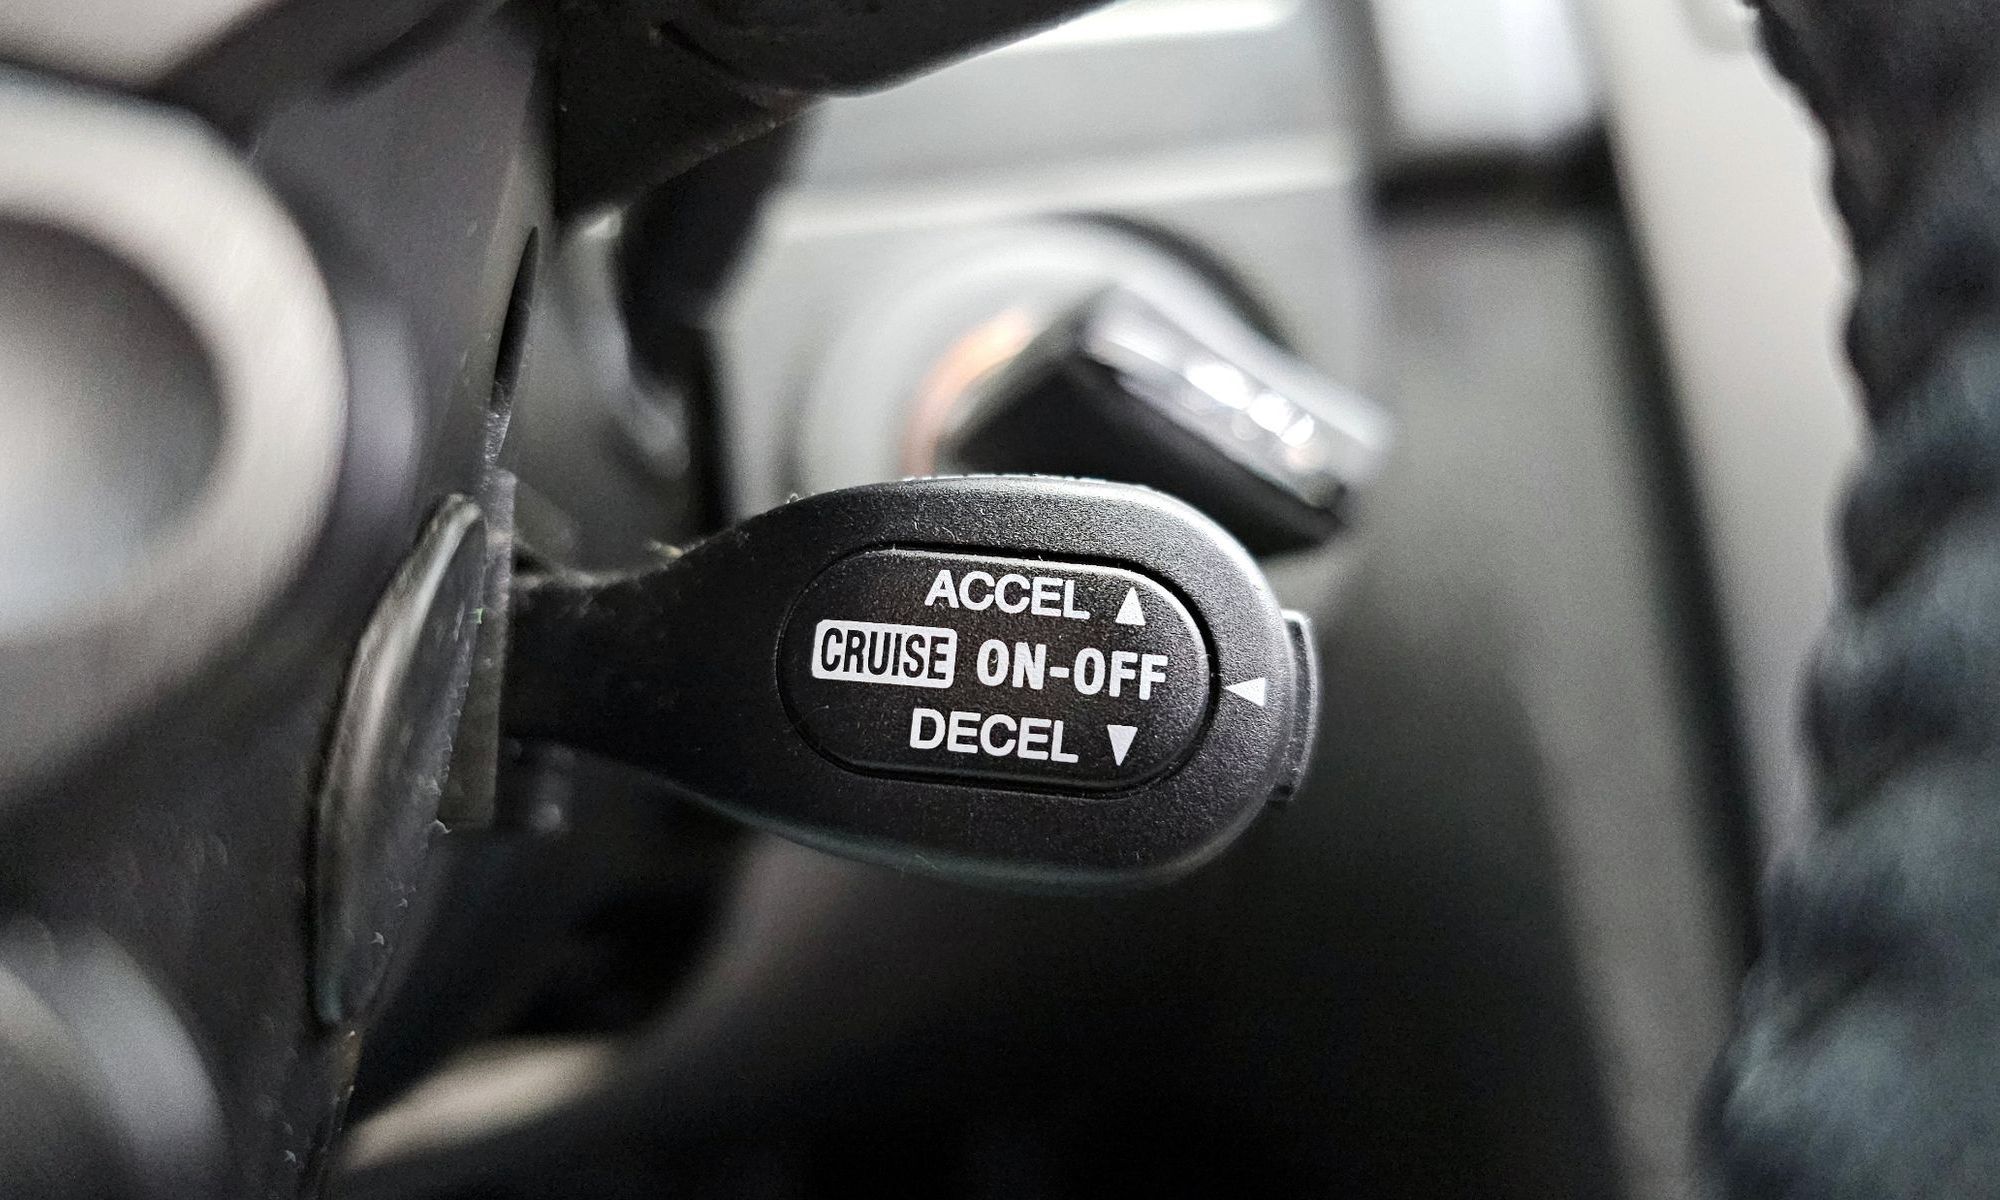 ACCEL ▲
CRUISE ON-OFF ◀
DECEL ▼